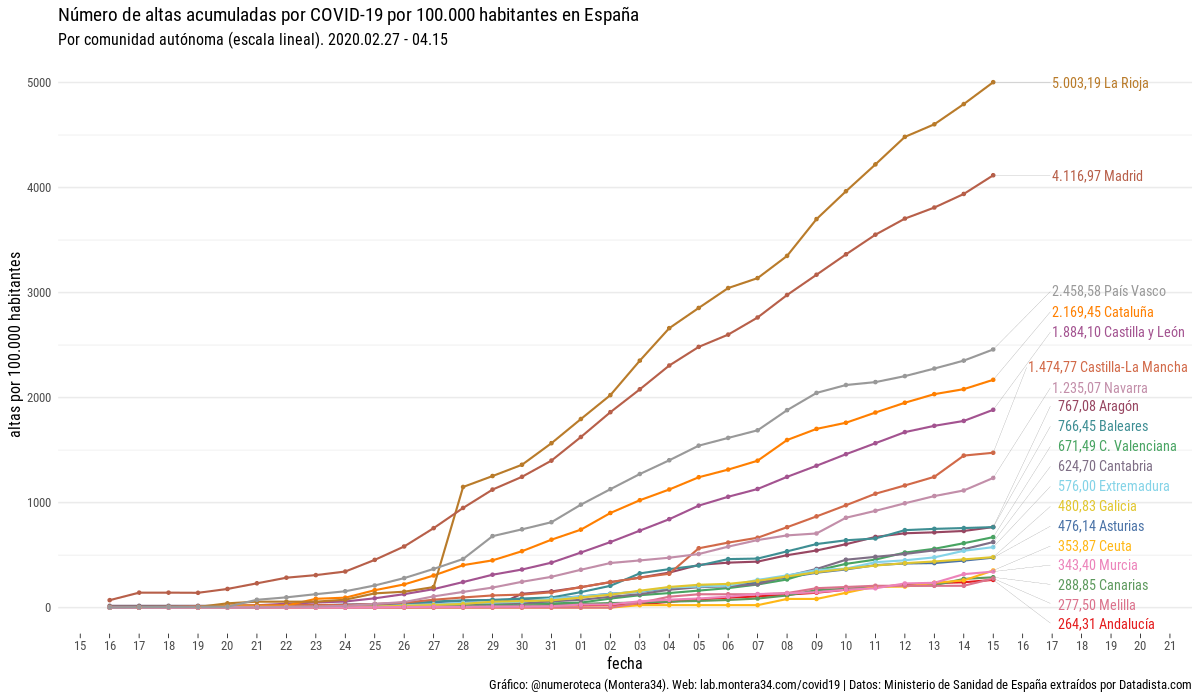 Número de altas acumuladas por COVID-19 por 100.000 habitantes en España
Por comunidad autónoma (escala lineal). 2020.02.27 - 04.15
altas por 100.000 habitantes
5000
4000
3000
2000
1000
0
5.003,19 La Rioja
4.116,97 Madrid
2.458,58 País Vasco
2.169,45 Cataluña
1.884,10 Castilla y León
1.474,77 Castilla-La Mancha
1.235,07 Navarra
767,08 Aragón
766,45 Baleares
671,49 C. Valenciana
624,70 Cantabria
576,00 Extremadura
480,83 Galicia
476,14 Asturias
353,87 Ceuta
343,40 Murcia
288,85 Canarias
277,50 Melilla
264,31 Andalucía
15 16 17 18 19 20 21 22 23 24 25 26 27 28 29 30 31 01 02 03 04 05 06 07 08 09 10 11 12 13 14 15 16 17 18 19 20 21
fecha
Gráfico: @numeroteca (Montera34). Web: lab.montera34.com/covid19 | Datos: Ministerio de Sanidad de España extraídos por Datadista.com